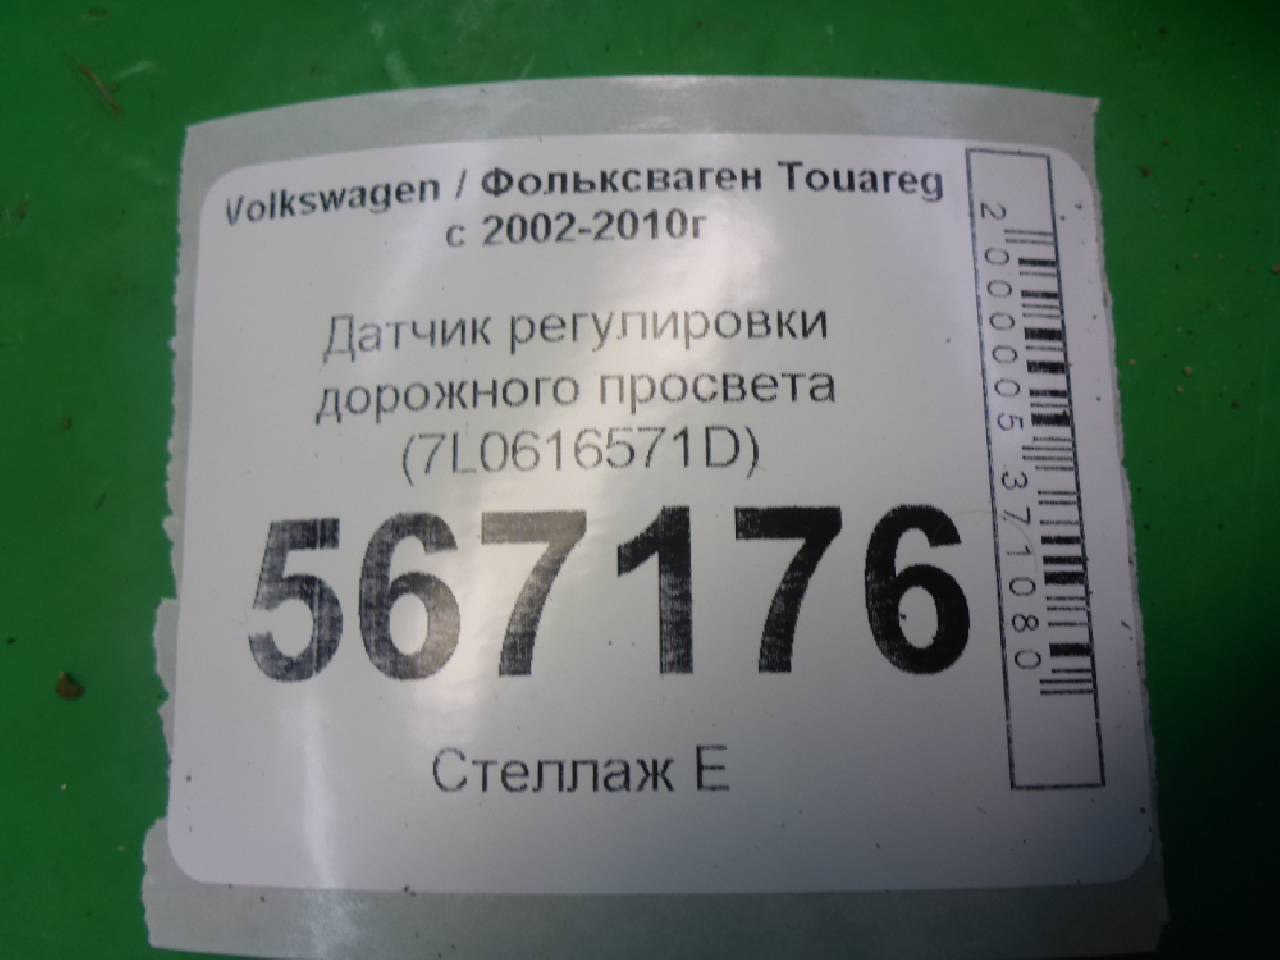 Volkswagen / Фольксваген Touareg
с 2002-2010г
Датчик регулировки
дорожного просвета
(7L0616571D)
567176
Стеллаж E
2000005371080